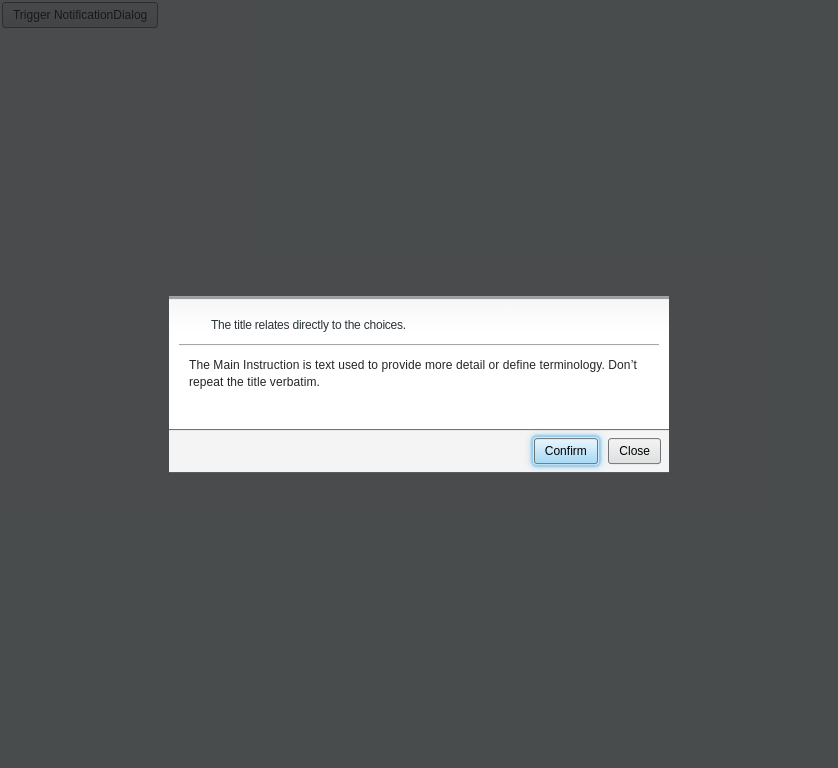 Trigger NotificationDialog
The title relates directly to the choices.
The Main Instruction is text used to provide more detail or define terminology. Don’t
repeat the title verbatim.
Confirm
Close